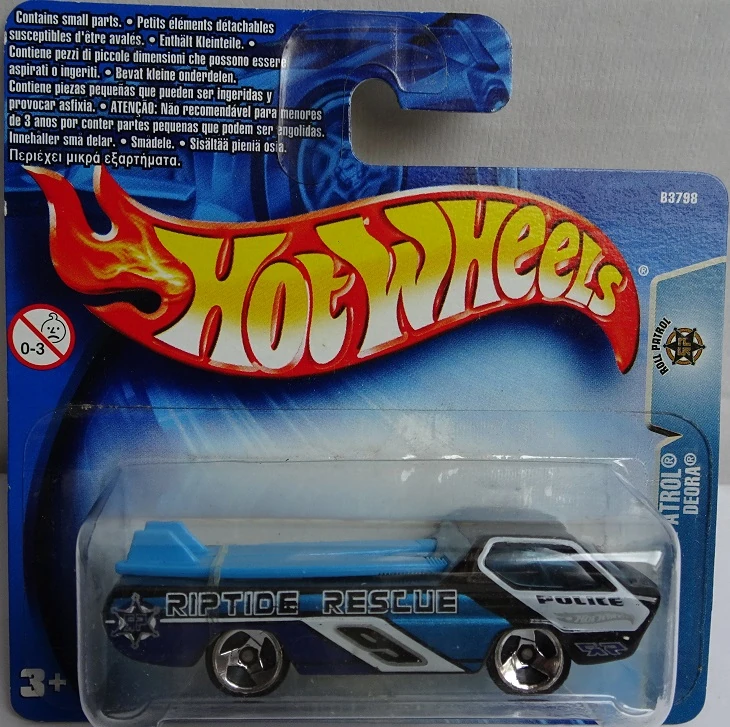 Contains small parts. • Petits éléments détachables
susceptibles d'être avalés. • Enthält Kleinteile. •
Contiene pezzi di piccole dimensioni che possono essere
aspirati o ingeriti. • Bevat kleine onderdelen.
Contiene piezas pequeñas que pueden ser ingeridas y
provocar asfixia. • ATENÇÃO: Não recomendável para menores
de 3 anos por conter partes pequenas que podem ser engolidas.
Innehåller små delar. • Smådele. • Sisältää pieniä osia.
Περιέχει μικρά εξαρτήματα.
B3798
HOT WHEELS®
0-3
ROLL PATROL
ATROL®
DEORA®
RIPTIDE RESCUE
POLICE
9
3+